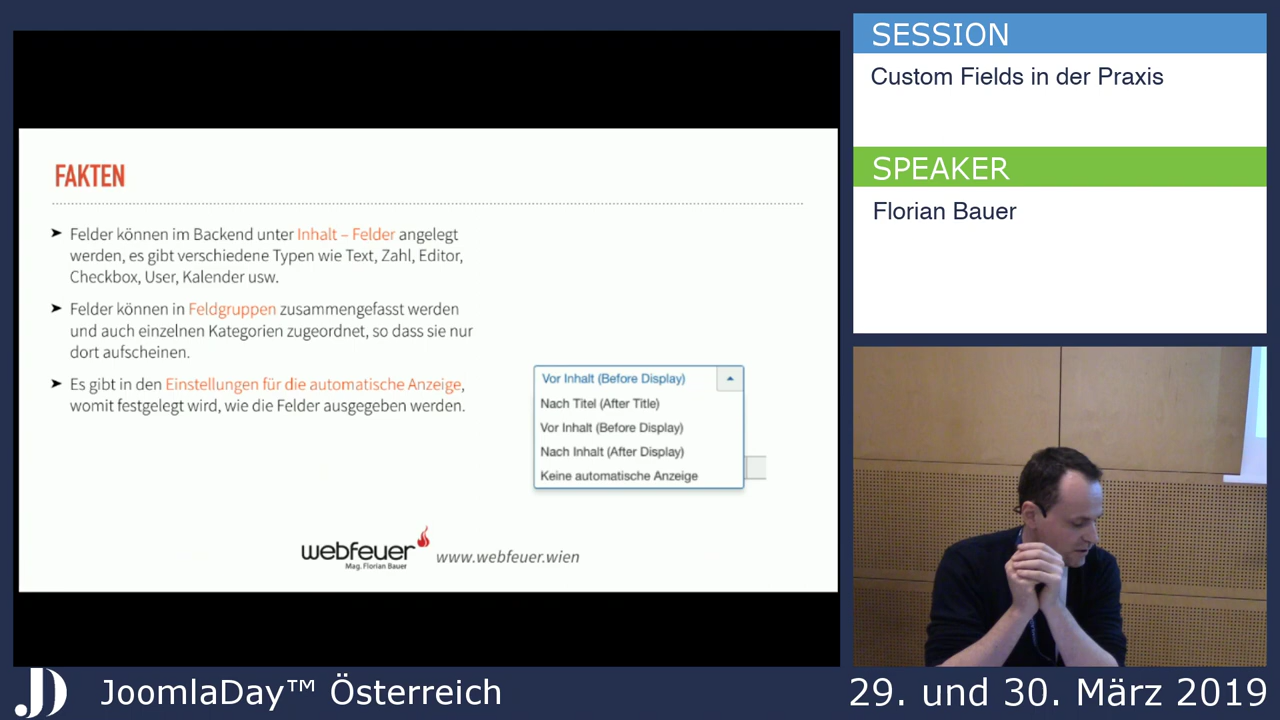 SESSION
Custom Fields in der Praxis
SPEAKER
Florian Bauer
FAKTEN
➤ Felder können im Backend unter Inhalt – Felder angelegt
werden, es gibt verschiedene Typen wie Text, Zahl, Editor,
Checkbox, User, Kalender usw.
➤ Felder können in Feldgruppen zusammengefasst werden
und auch einzelnen Kategorien zugeordnet, so dass sie nur
dort aufscheinen.
➤ Es gibt in den Einstellungen für die automatische Anzeige,
womit festgelegt wird, wie die Felder ausgegeben werden.
Vor Inhalt (Before Display)
Nach Titel (After Title)
Vor Inhalt (Before Display)
Nach Inhalt (After Display)
Keine automatische Anzeige
webfeuer
Mag. Florian Bauer
www.webfeuer.wien
JoomlaDay™ Österreich
29. und 30. März 2019